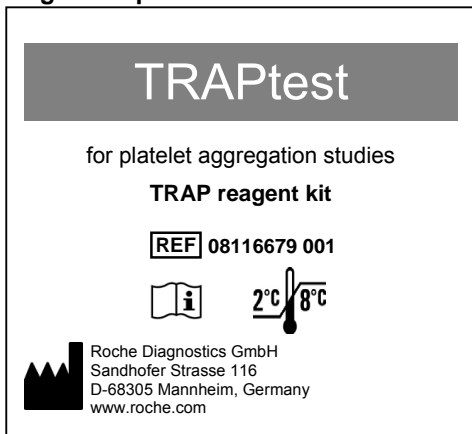 TRAPtest
for platelet aggregation studies
TRAP reagent kit
REF 08116679 001
i 2°C 8°C
Roche Diagnostics GmbH
Sandhofer Strasse 116
D-68305 Mannheim, Germany
www.roche.com